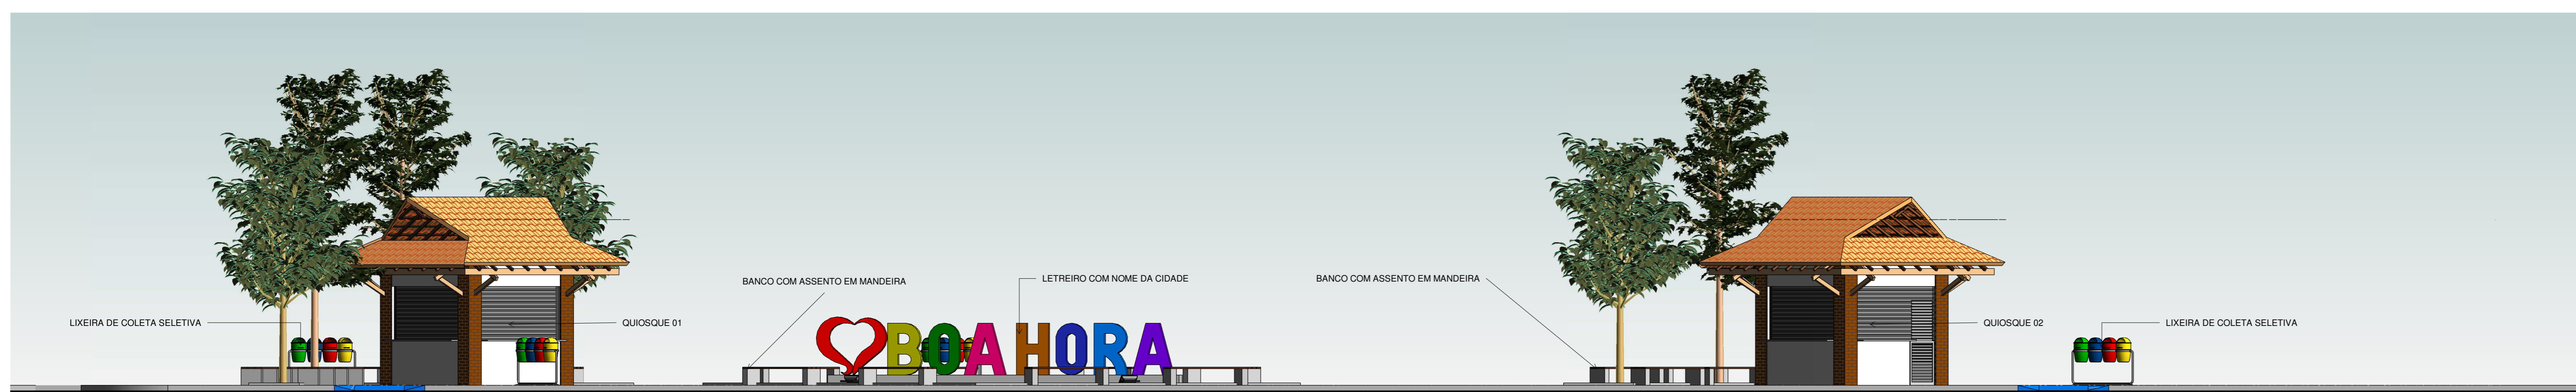 BANCO COM ASSENTO EM MANDEIRA
LETREIRO COM NOME DA CIDADE
BANCO COM ASSENTO EM MANDEIRA
LIXEIRA DE COLETA SELETIVA
QUIOSQUE 01
BOA HORA
QUIOSQUE 02
LIXEIRA DE COLETA SELETIVA